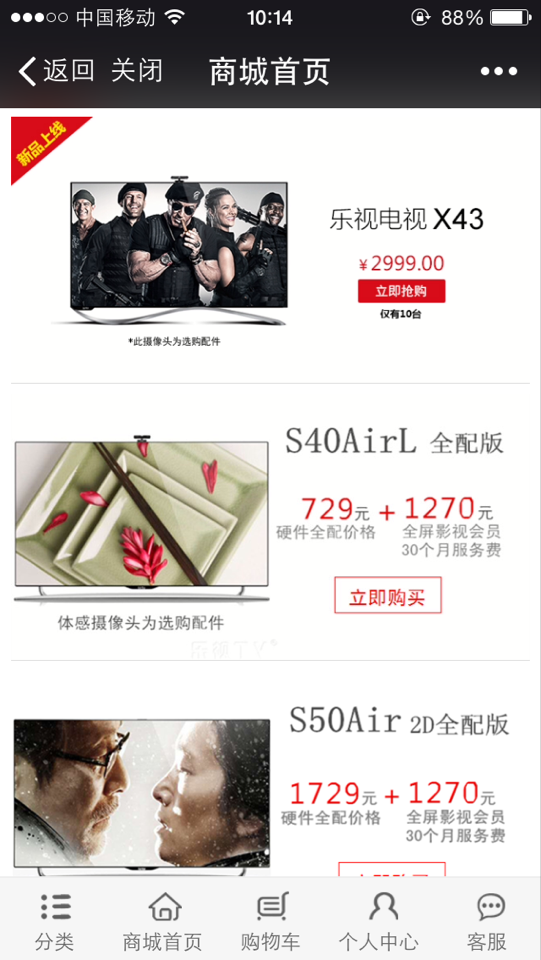 中国移动 10:14 88%
返回 关闭 商城首页
新品上线
乐视电视 X43
¥2999.00
立即抢购
仅有10台
*此摄像头为选购配件
S40AirL 全配版
729元 + 1270元
硬件全配价格 全屏影视会员
30个月服务费
立即购买
体感摄像头为选购配件
S50Air 2D全配版
1729元 + 1270元
硬件全配价格 全屏影视会员
30个月服务费
分类 商城首页 购物车 个人中心 客服